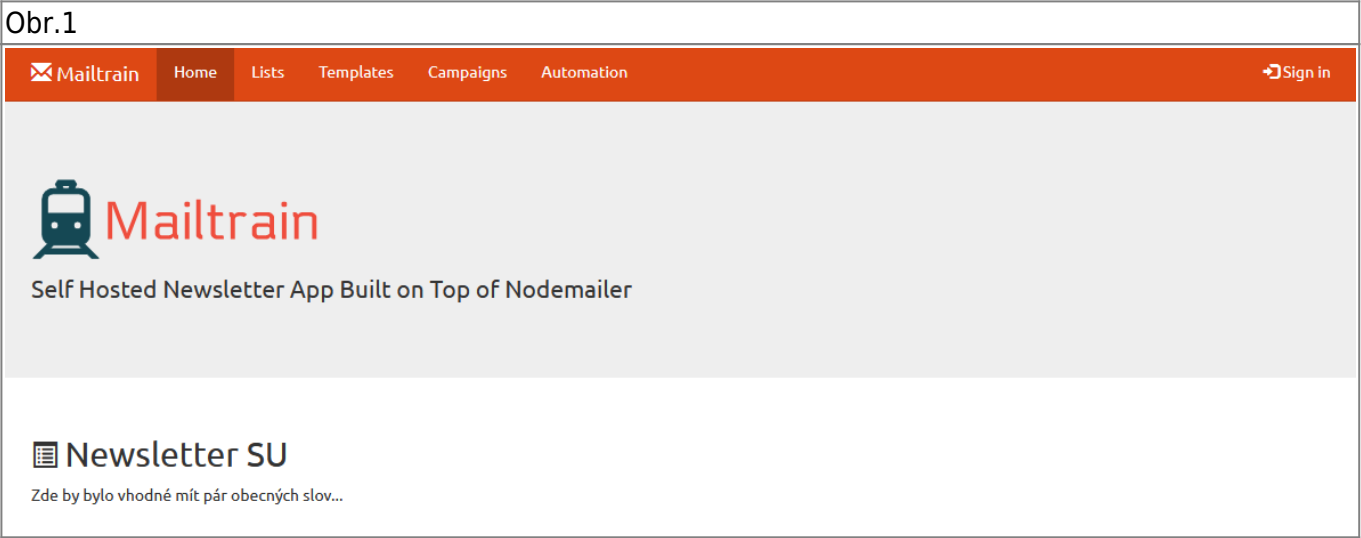 Obr.1
Mailtrain Home Lists Templates Campaigns Automation Sign in
Mailtrain
Self Hosted Newsletter App Built on Top of Nodemailer
Newsletter SU
Zde by bylo vhodné mít pár obecných slov...